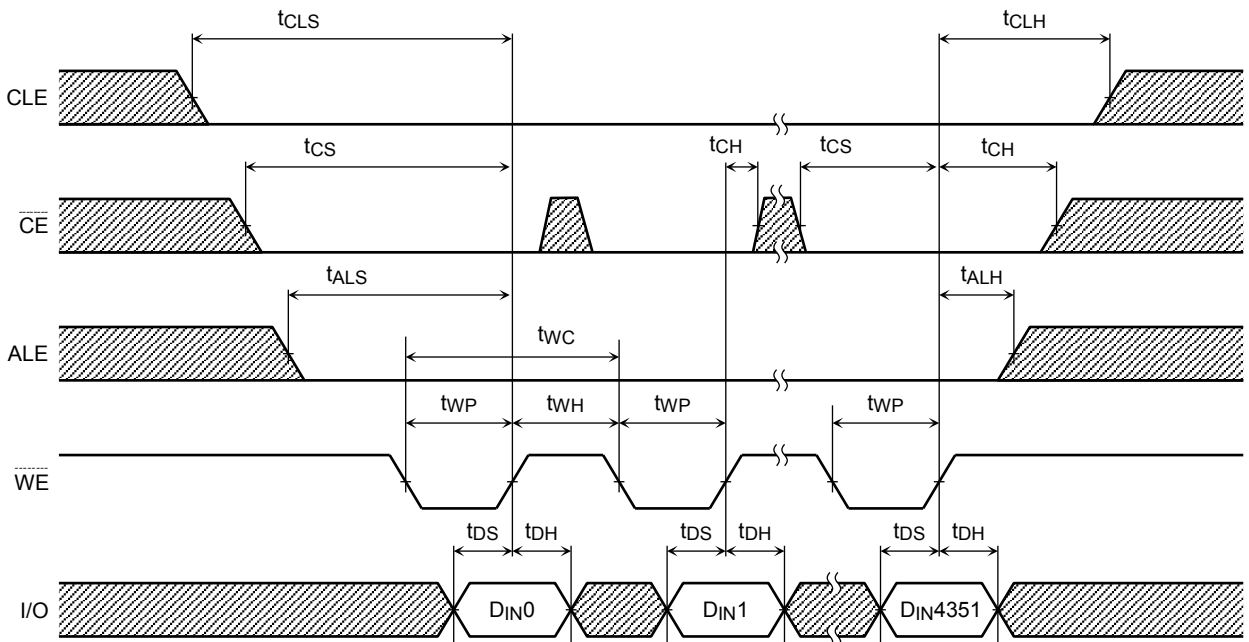 tCLS tCLH
CLE
tCS tCH tCS tCH
CE
tALS tALH
ALE
tWC
tWP tWH tWP tWP
WE
tDS tDH tDS tDH tDS tDH
I/O DIN0 DIN1 DIN4351